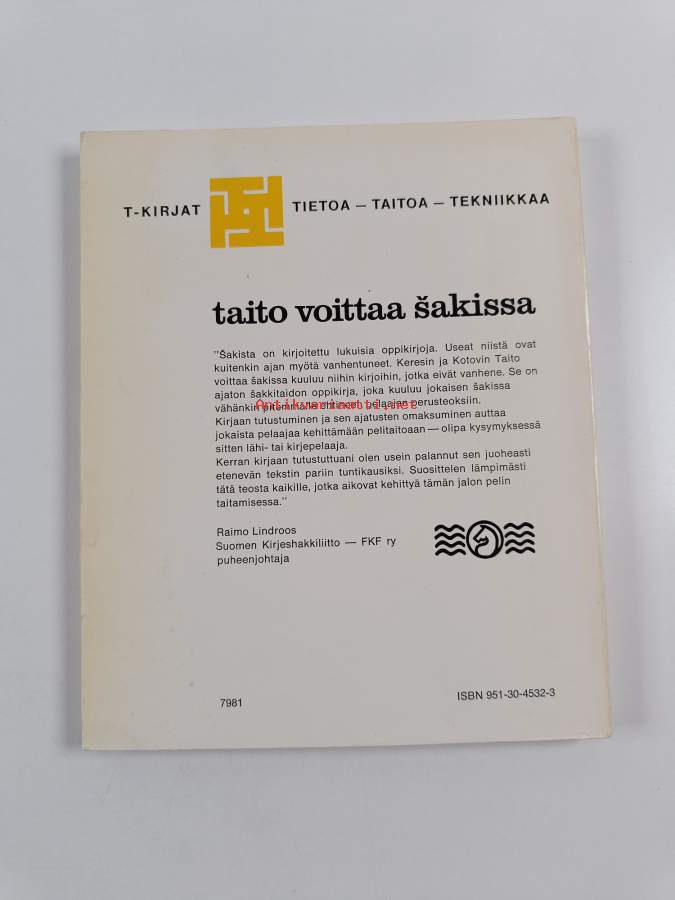 T-KIRJAT TIETOA — TAITOA — TEKNIIKKAA
taito voittaa šakissa
"Šakista on kirjoitettu lukuisia oppikirjoja. Useat niistä ovat
kuitenkin ajan myötä vanhentuneet. Keresin ja Kotovin Taito
voittaa šakissa kuuluu niihin kirjoihin, jotka eivät vanhene. Se on
ajaton šakkitaidon oppikirja, joka kuuluu jokaisen šakissa
vähänkin pitemmälle pelaajan perusteoksiin.
Antikvariaatti.net
Kirjaan tutustuminen ja sen ajatusten omaksuminen auttaa
jokaista pelaajaa kehittämään pelitaitoaan — olipa kysymyksessä
sitten lähi- tai kirjepelaaja.
Kerran kirjaan tutustuttuani olen usein palannut sen juoheasti
etenevän tekstin pariin tuntikausiksi. Suosittelen lämpimästi
tätä teosta kaikille, jotka aikovat kehittyä tämän jalon pelin
taitamisessa."
Raimo Lindroos
Suomen Kirjeshakkiliitto — FKF ry
puheenjohtaja
7981
ISBN 951-30-4532-3